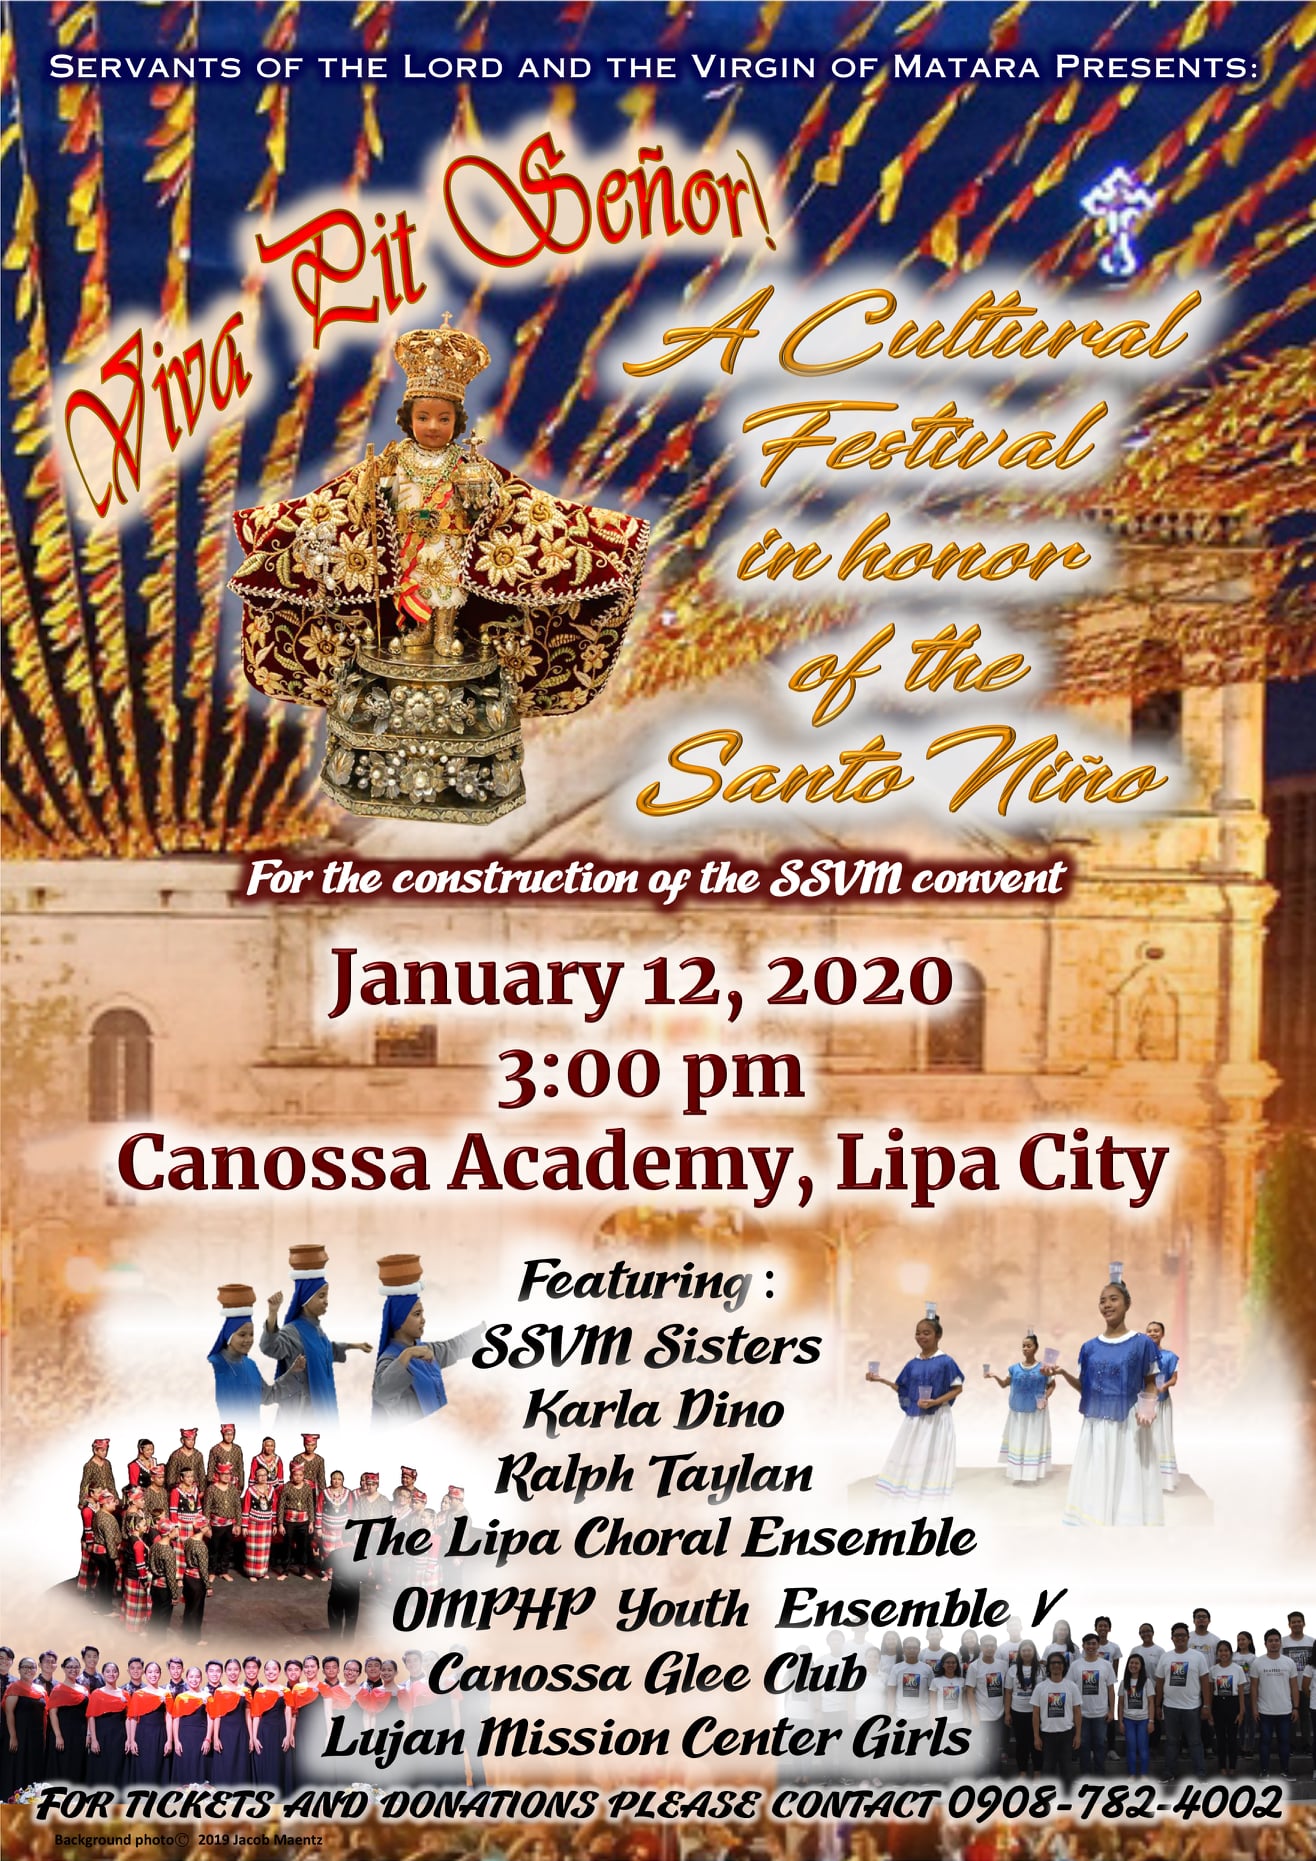 Servants of the Lord and the Virgin of Matara Presents:
Viva Pit Señor!
A Cultural
Festival
in honor
of the
Santo Niño
For the construction of the SSVM convent
January 12, 2020
3:00 pm
Canossa Academy, Lipa City
Featuring :
SSVM Sisters
Karla Dino
Ralph Taylan
The Lipa Choral Ensemble
OMPHP Youth Ensemble V
Canossa Glee Club
Lujan Mission Center Girls
For tickets and donations please contact 0908-782-4002
Background photo© 2019 Jacob Maentz